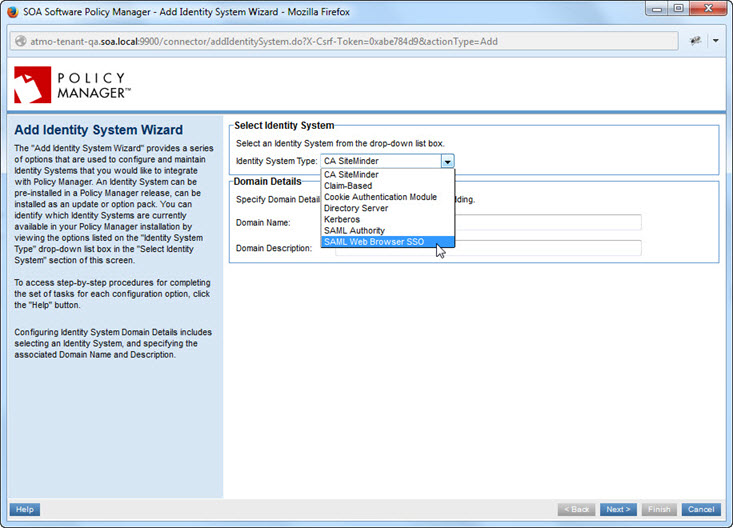 SOA Software Policy Manager - Add Identity System Wizard - Mozilla Firefox
atmo-tenant-qa.soa.local:9900/connector/addIdentitySystem.do?X-Csrf-Token=0xabe784d9&actionType=Add
POLICY
MANAGER™
Add Identity System Wizard
The "Add Identity System Wizard" provides a series
of options that are used to configure and maintain
Identity Systems that you would like to integrate
with Policy Manager. An Identity System can be
pre-installed in a Policy Manager release, can be
installed as an update or option pack. You can
identify which Identity Systems are currently
available in your Policy Manager installation by
viewing the options listed on the "Identity System
Type" drop-down list box in the "Select Identity
System" section of this screen.
To access step-by-step procedures for completing
the set of tasks for each configuration option, click
the "Help" button.
Configuring Identity System Domain Details includes
selecting an Identity System, and specifying the
associated Domain Name and Description.
Select Identity System
Select an Identity System from the drop-down list box.
Identity System Type: CA SiteMinder
CA SiteMinder
Claim-Based
Cookie Authentication Module
Directory Server
Kerberos
SAML Authority
SAML Web Browser SSO
Domain Details
Specify Domain Detai dding.
Domain Name:
Domain Description:
Help
< Back
Next >
Finish
Cancel